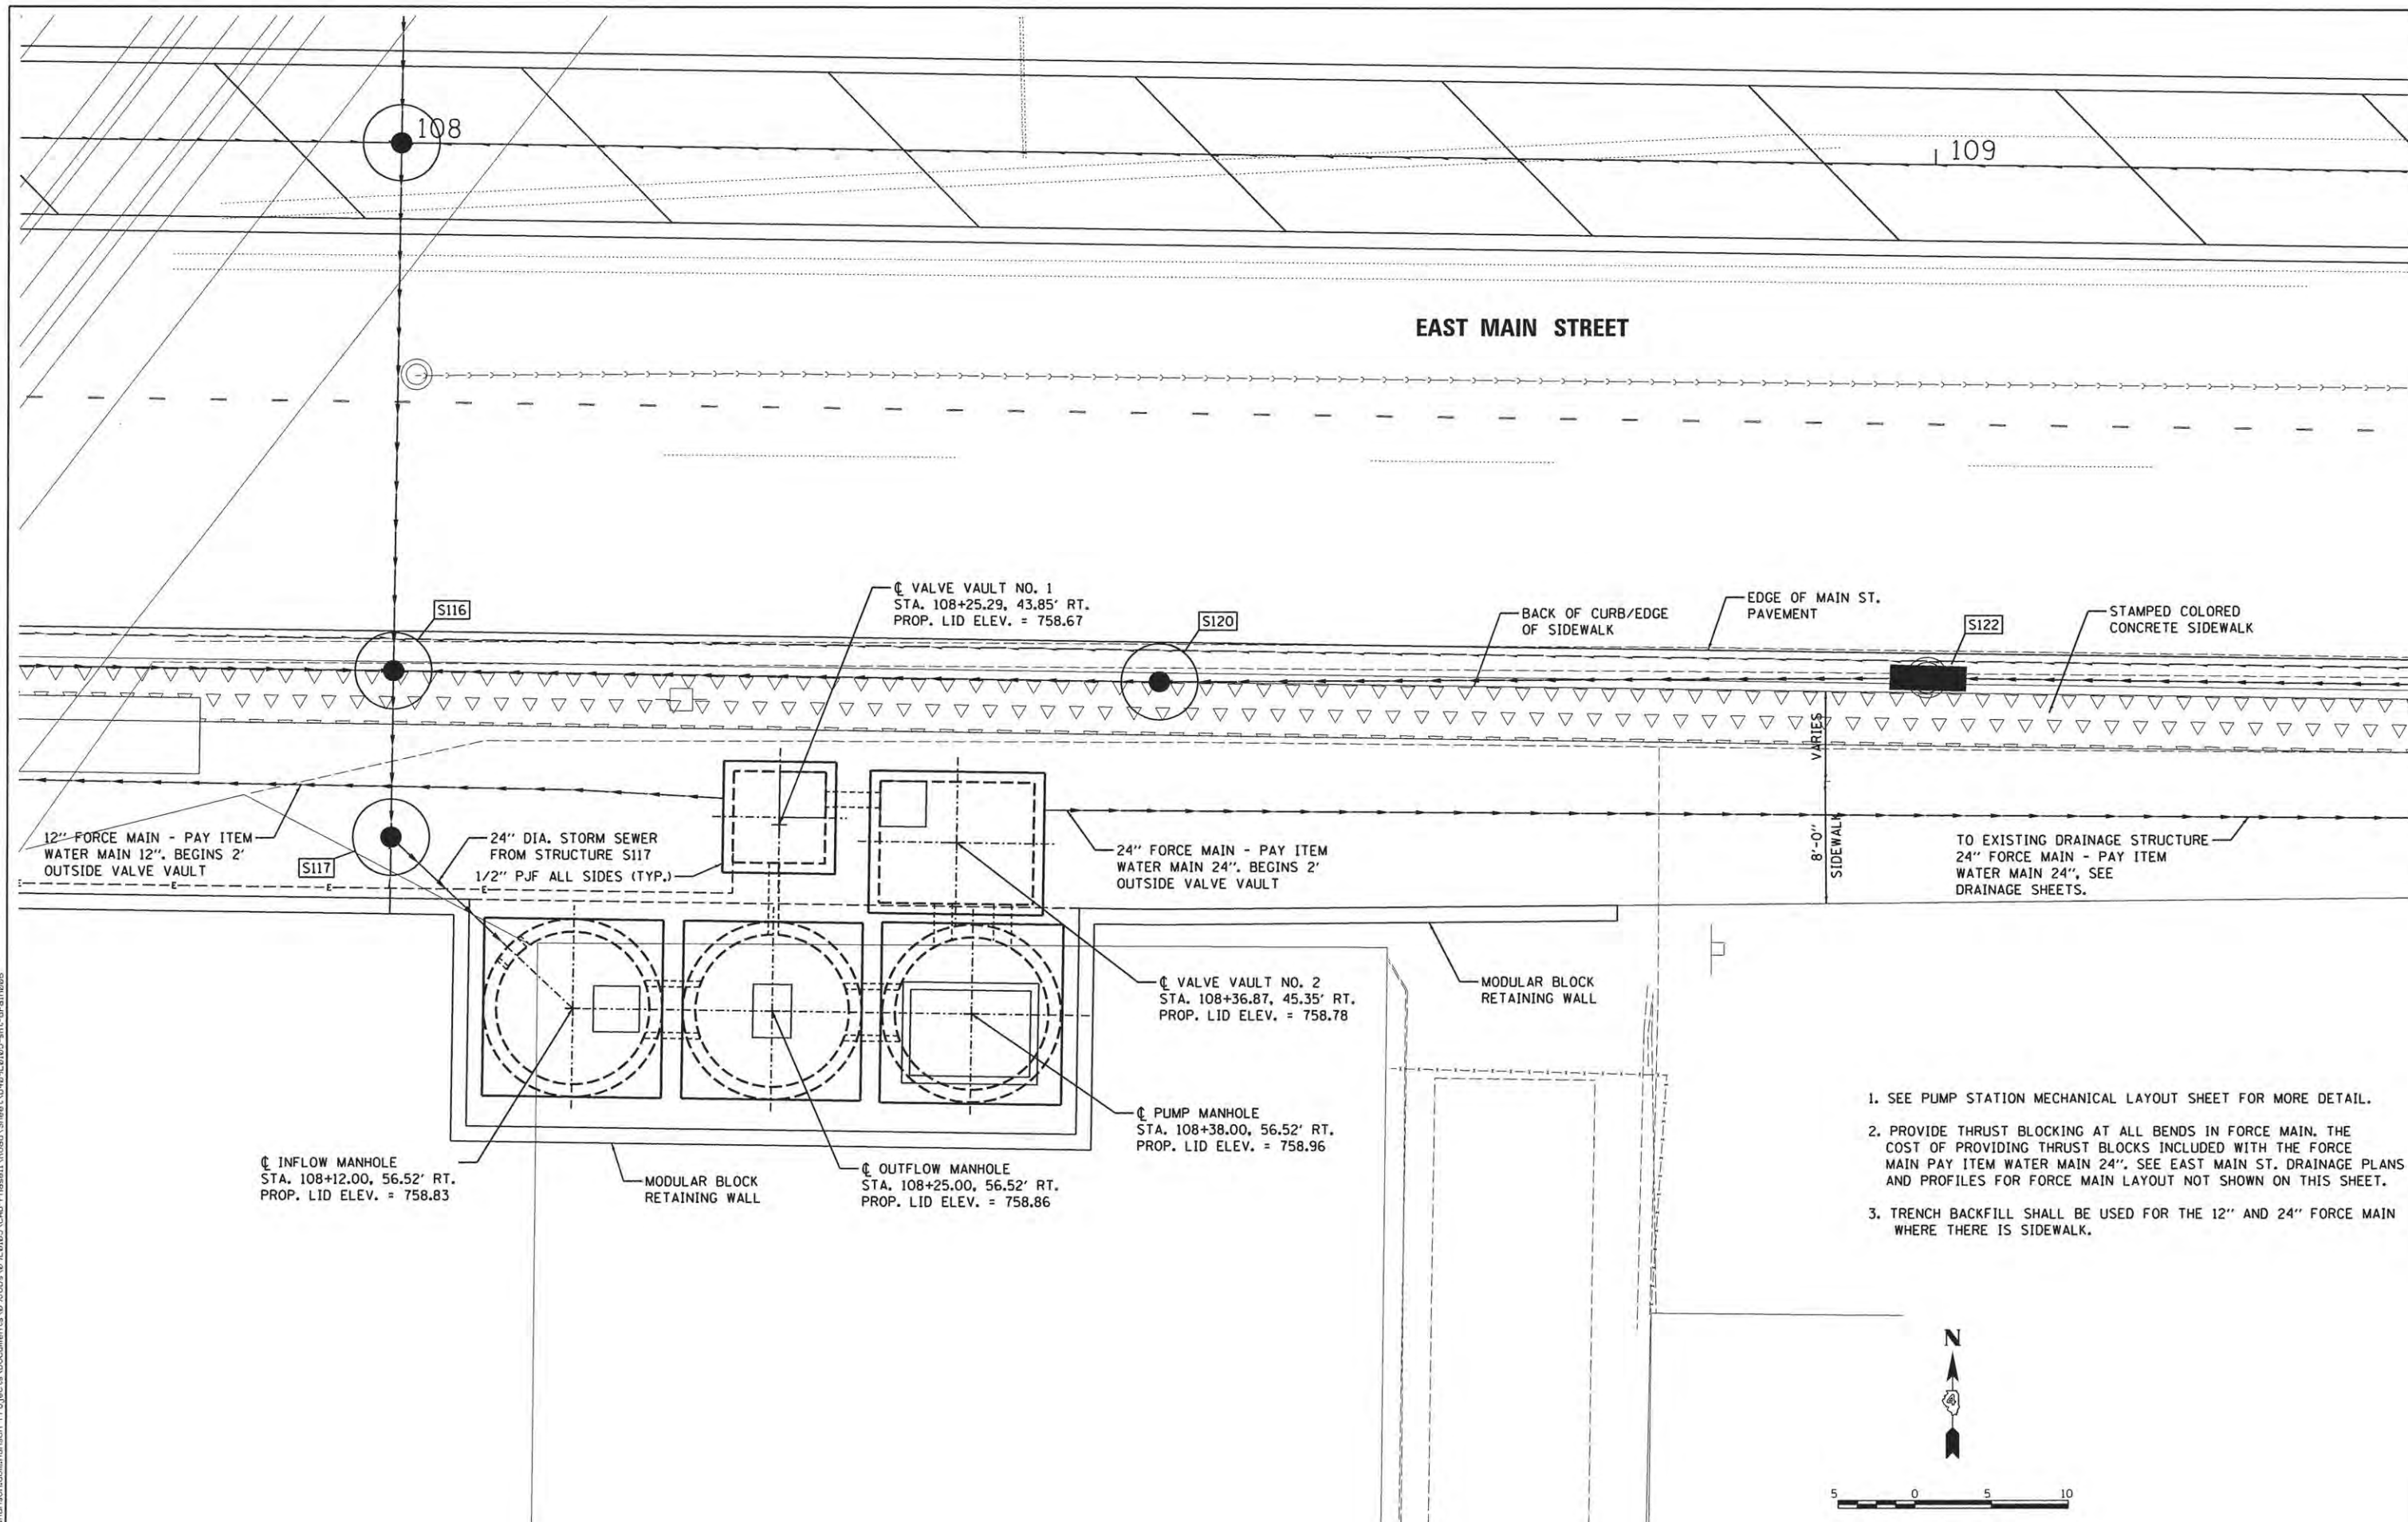 108
109
EAST MAIN STREET
S116
℄ VALVE VAULT NO. 1
STA. 108+25.29, 43.85' RT.
PROP. LID ELEV. = 758.67
S120
BACK OF CURB/EDGE
OF SIDEWALK
EDGE OF MAIN ST.
PAVEMENT
S122
STAMPED COLORED
CONCRETE SIDEWALK
VARIES
8'-0"
SIDEWALK
12" FORCE MAIN - PAY ITEM
WATER MAIN 12". BEGINS 2'
OUTSIDE VALVE VAULT
S117
24" DIA. STORM SEWER
FROM STRUCTURE S117
1/2" PJF ALL SIDES (TYP.)
24" FORCE MAIN - PAY ITEM
WATER MAIN 24". BEGINS 2'
OUTSIDE VALVE VAULT
TO EXISTING DRAINAGE STRUCTURE
24" FORCE MAIN - PAY ITEM
WATER MAIN 24", SEE
DRAINAGE SHEETS.
E E E E
℄ VALVE VAULT NO. 2
STA. 108+36.87, 45.35' RT.
PROP. LID ELEV. = 758.78
MODULAR BLOCK
RETAINING WALL
℄ PUMP MANHOLE
STA. 108+38.00, 56.52' RT.
PROP. LID ELEV. = 758.96
℄ INFLOW MANHOLE
STA. 108+12.00, 56.52' RT.
PROP. LID ELEV. = 758.83
MODULAR BLOCK
RETAINING WALL
℄ OUTFLOW MANHOLE
STA. 108+25.00, 56.52' RT.
PROP. LID ELEV. = 758.86
1. SEE PUMP STATION MECHANICAL LAYOUT SHEET FOR MORE DETAIL.
2. PROVIDE THRUST BLOCKING AT ALL BENDS IN FORCE MAIN. THE
COST OF PROVIDING THRUST BLOCKS INCLUDED WITH THE FORCE
MAIN PAY ITEM WATER MAIN 24". SEE EAST MAIN ST. DRAINAGE PLANS
AND PROFILES FOR FORCE MAIN LAYOUT NOT SHOWN ON THIS SHEET.
3. TRENCH BACKFILL SHALL BE USED FOR THE 12" AND 24" FORCE MAIN
WHERE THERE IS SIDEWALK.
N
5 0 5 10